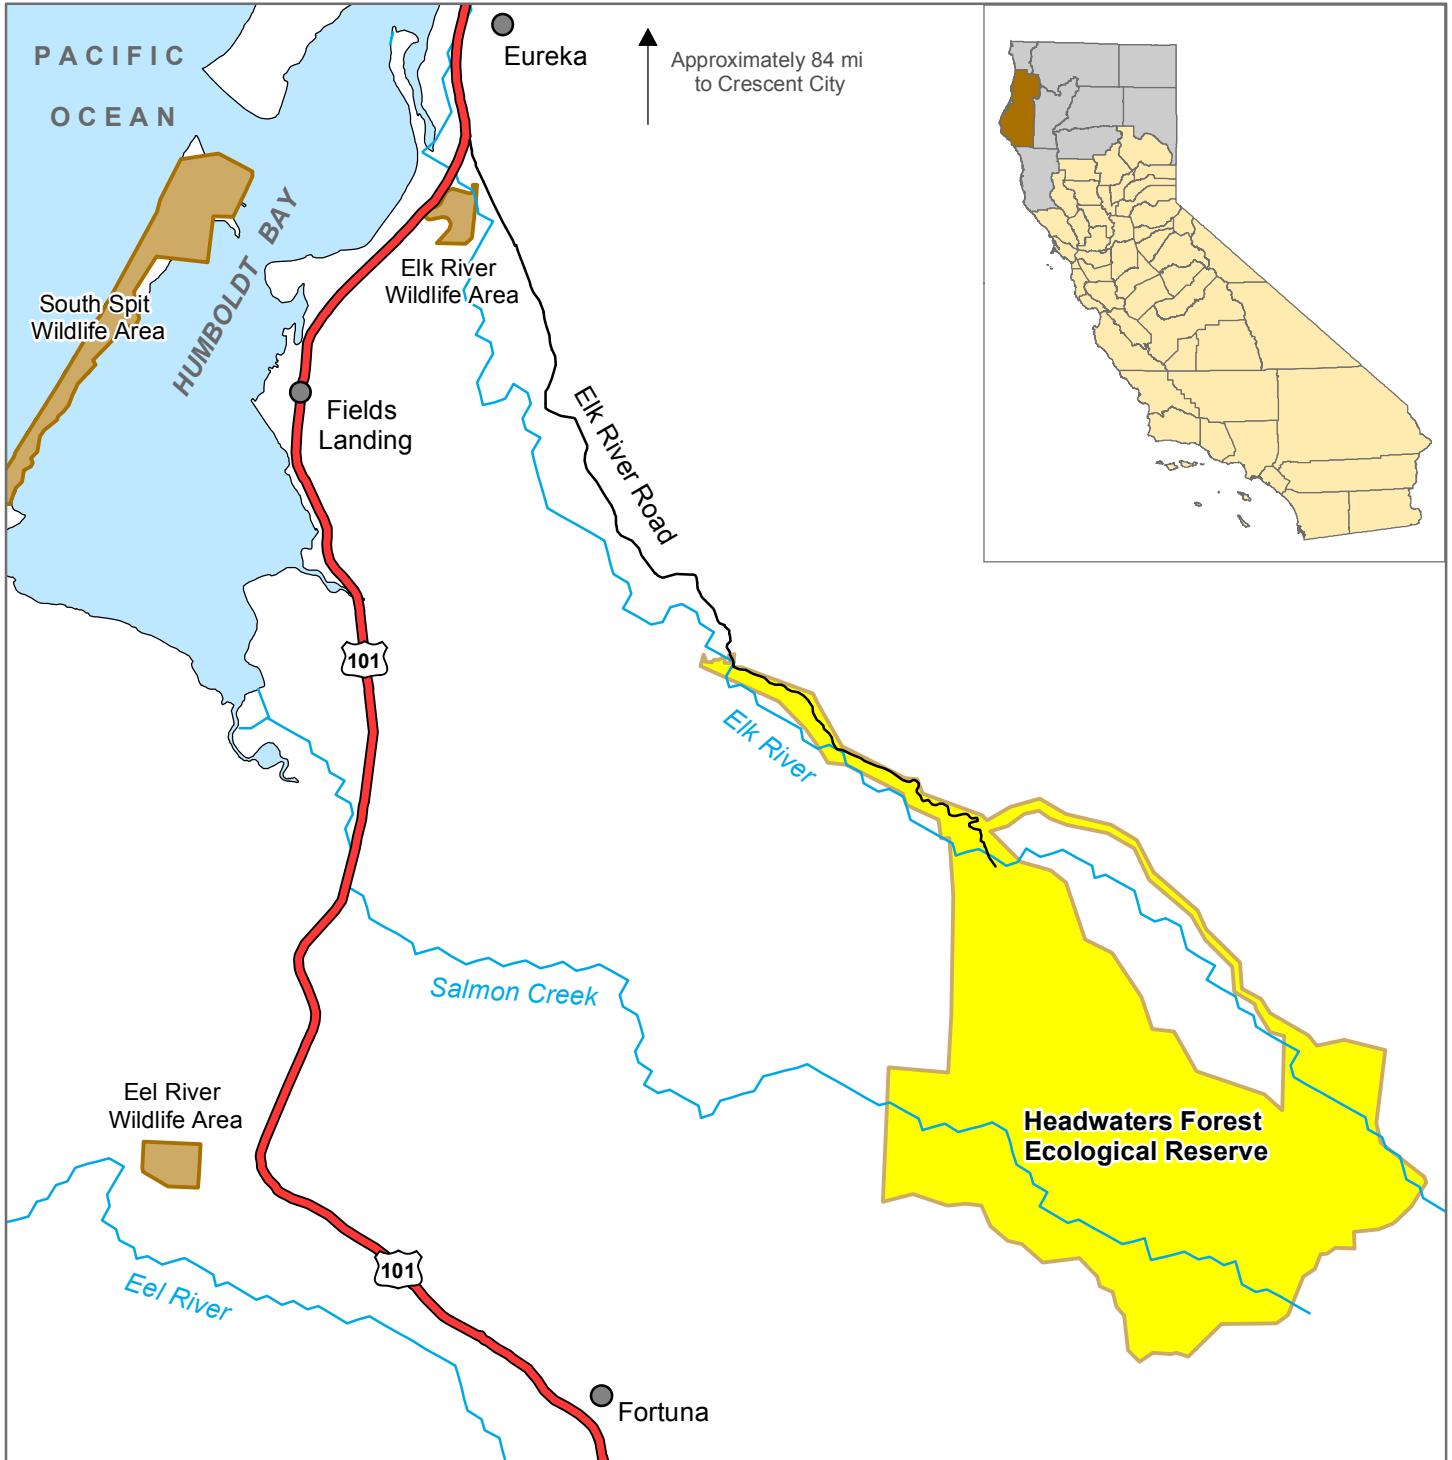 PACIFIC
OCEAN
Eureka
Approximately 84 mi
to Crescent City
HUMBOLDT BAY
Elk River
Wildlife Area
South Spit
Wildlife Area
Fields
Landing
Elk River Road
101
Elk River
Salmon Creek
Eel River
Wildlife Area
Headwaters Forest
Ecological Reserve
101
Eel River
Fortuna